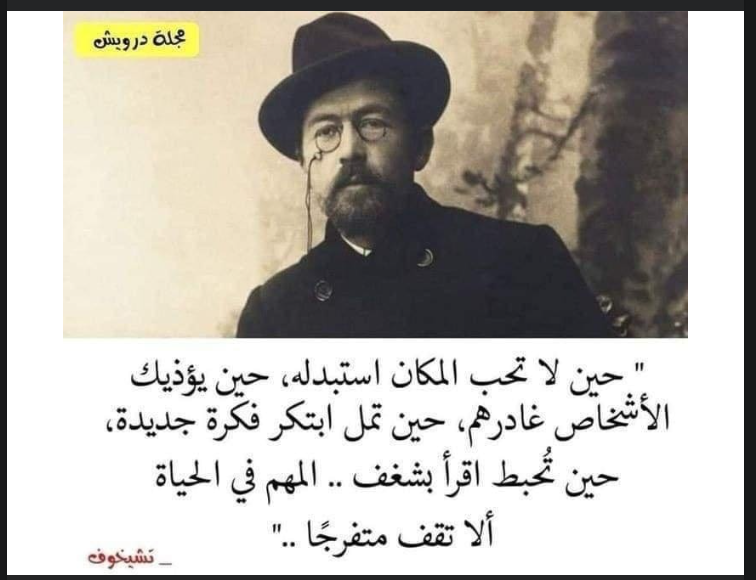 مجلة درويش
" حين لا تحب المكان استبدله، حين يؤذيك
الأشخاص غادرهم، حين تمل ابتكر فكرة جديدة،
حين تُحبط اقرأ بشغف .. المهم في الحياة
ألا تقف متفرجًا .."
_ تشيخوف